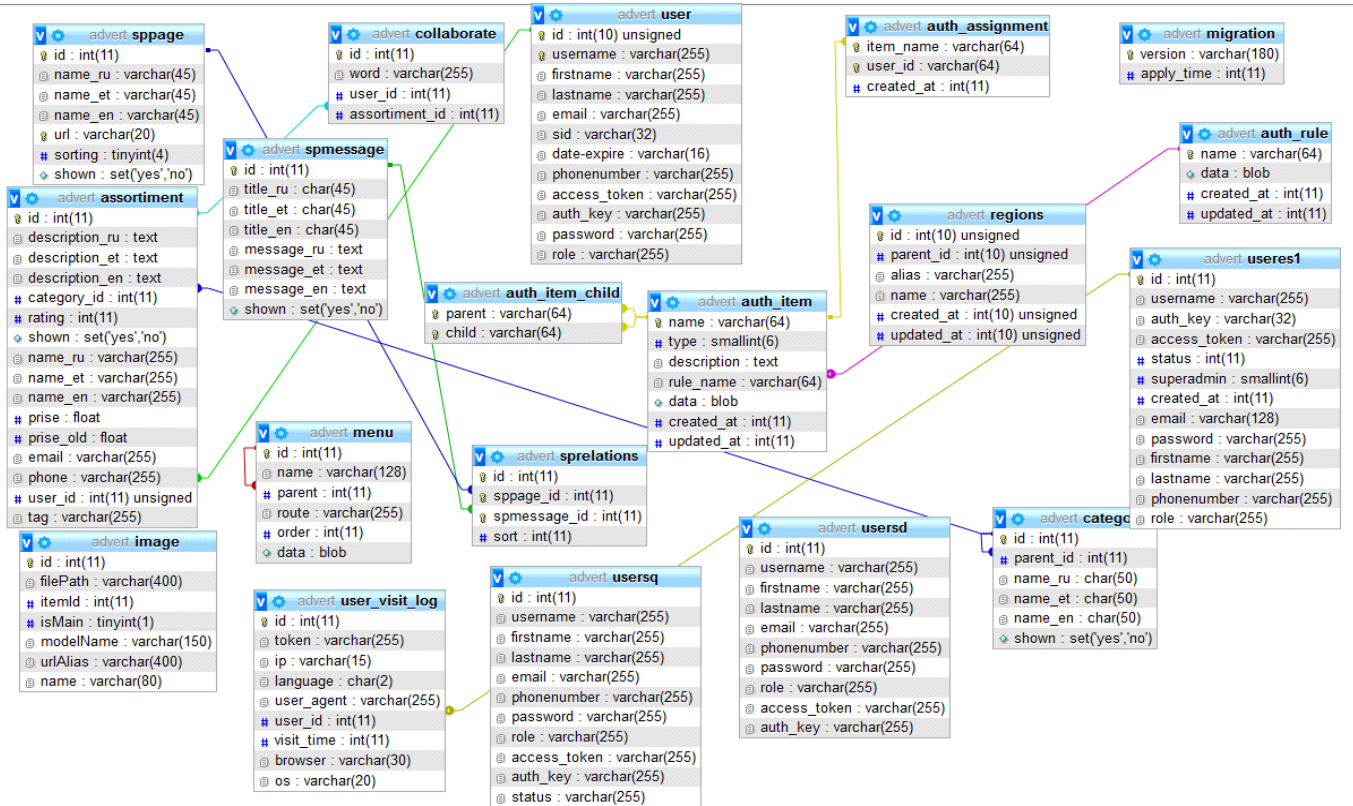 advert sppage
id : int(11)
name_ru : varchar(45)
name_et : varchar(45)
name_en : varchar(45)
url : varchar(20)
# sorting : tinyint(4)
shown : set('yes','no')
advert collaborate
id : int(11)
word : varchar(255)
# user_id : int(11)
# assortiment_id : int(11)
advert user
id : int(10) unsigned
username : varchar(255)
firstname : varchar(255)
lastname : varchar(255)
email : varchar(255)
sid : varchar(32)
date-expire : varchar(16)
phonenumber : varchar(255)
access_token : varchar(255)
auth_key : varchar(255)
password : varchar(255)
role : varchar(255)
advert auth_assignment
item_name : varchar(64)
user_id : varchar(64)
# created_at : int(11)
advert migration
version : varchar(180)
# apply_time : int(11)
advert auth_rule
name : varchar(64)
data : blob
# created_at : int(11)
# updated_at : int(11)
advert spmessage
id : int(11)
title_ru : char(45)
title_et : char(45)
title_en : char(45)
message_ru : text
message_et : text
message_en : text
shown : set('yes','no')
advert assortiment
id : int(11)
description_ru : text
description_et : text
description_en : text
# category_id : int(11)
# rating : int(11)
shown : set('yes','no')
name_ru : varchar(255)
name_et : varchar(255)
name_en : varchar(255)
# prise : float
# prise_old : float
email : varchar(255)
phone : varchar(255)
# user_id : int(11) unsigned
tag : varchar(255)
advert regions
id : int(10) unsigned
# parent_id : int(10) unsigned
alias : varchar(255)
name : varchar(255)
# created_at : int(10) unsigned
# updated_at : int(10) unsigned
advert useres1
id : int(11)
username : varchar(255)
auth_key : varchar(32)
access_token : varchar(255)
# status : int(11)
# superadmin : smallint(6)
# created_at : int(11)
email : varchar(128)
password : varchar(255)
firstname : varchar(255)
lastname : varchar(255)
phonenumber : varchar(255)
role : varchar(255)
advert auth_item_child
parent : varchar(64)
child : varchar(64)
advert auth_item
name : varchar(64)
# type : smallint(6)
description : text
rule_name : varchar(64)
data : blob
# created_at : int(11)
# updated_at : int(11)
advert menu
id : int(11)
name : varchar(128)
# parent : int(11)
route : varchar(255)
# order : int(11)
data : blob
advert sprelations
id : int(11)
sppage_id : int(11)
spmessage_id : int(11)
# sort : int(11)
advert usersd
id : int(11)
username : varchar(255)
firstname : varchar(255)
lastname : varchar(255)
email : varchar(255)
phonenumber : varchar(255)
password : varchar(255)
role : varchar(255)
access_token : varchar(255)
auth_key : varchar(255)
advert catego
id : int(11)
# parent_id : int(11)
name_ru : char(50)
name_et : char(50)
name_en : char(50)
shown : set('yes','no')
advert image
id : int(11)
filePath : varchar(400)
# itemId : int(11)
# isMain : tinyint(1)
modelName : varchar(150)
urlAlias : varchar(400)
name : varchar(80)
advert user_visit_log
id : int(11)
token : varchar(255)
ip : varchar(15)
language : char(2)
user_agent : varchar(255)
# user_id : int(11)
# visit_time : int(11)
browser : varchar(30)
os : varchar(20)
advert usersq
id : int(11)
username : varchar(255)
firstname : varchar(255)
lastname : varchar(255)
email : varchar(255)
phonenumber : varchar(255)
password : varchar(255)
role : varchar(255)
access_token : varchar(255)
auth_key : varchar(255)
status : varchar(255)